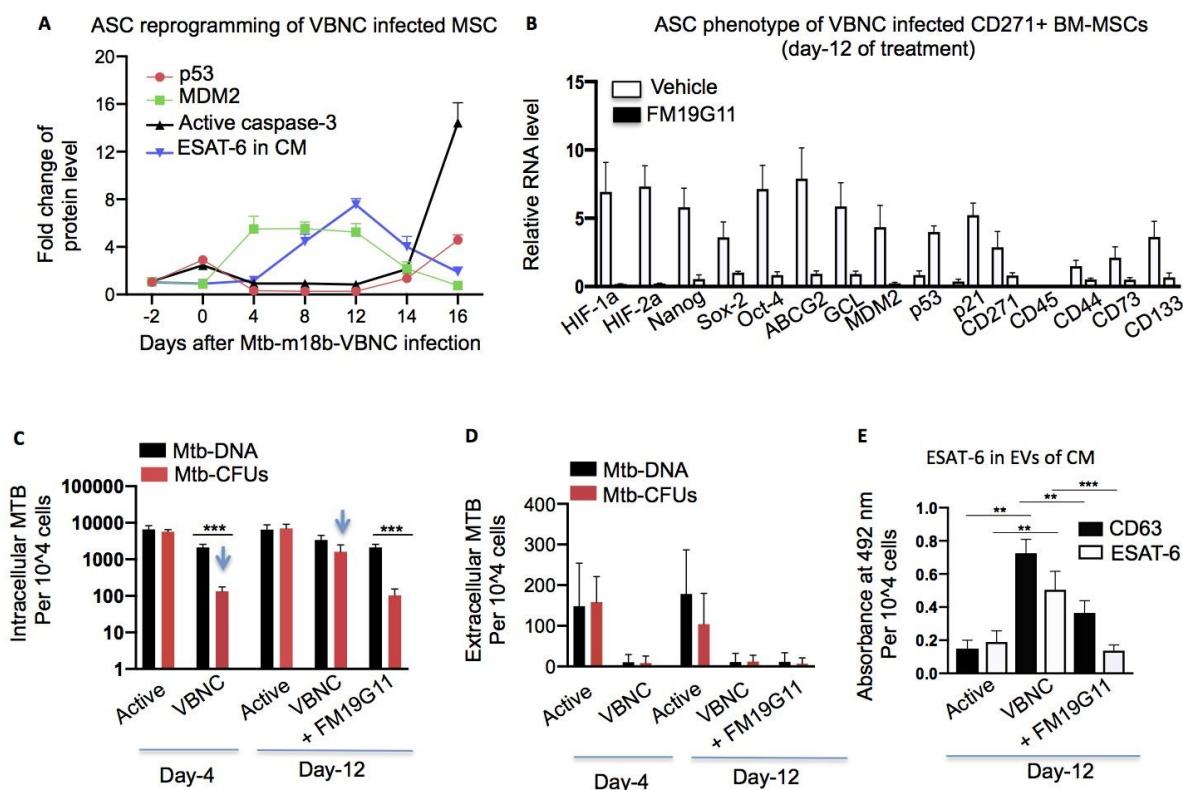 A ASC reprogramming of VBNC infected MSC
20
16
12
8
4
0
Fold change of
protein level
p53
MDM2
Active caspase-3
ESAT-6 in CM
-2 0 4 8 12 14 16
Days after Mtb-m18b-VBNC infection
B ASC phenotype of VBNC infected CD271+ BM-MSCs
(day-12 of treatment)
15
10
5
0
Relative RNA level
Vehicle
FM19G11
HIF-1a HIF-2a Nanog Sox-2 Oct-4 ABCG2 GCL MDM2 p53 p21 CD271 CD45 CD44 CD73 CD133
C
Mtb-DNA
Mtb-CFUs
100000
10000
1000
100
10
1
Intracellular MTB
Per 10^4 cells
*** ***
Active VBNC Active VBNC + FM19G11
Day-4 Day-12
D
Mtb-DNA
Mtb-CFUs
400
300
200
100
0
Extracellular MTB
Per 10^4 cells
Active VBNC Active VBNC + FM19G11
Day-4 Day-12
E
ESAT-6 in EVs of CM
***
**
**
**
CD63
ESAT-6
1.0
0.8
0.6
0.4
0.2
0.0
Absorbance at 492 nm
Per 10^4 cells
Active VBNC + FM19G11
Day-12